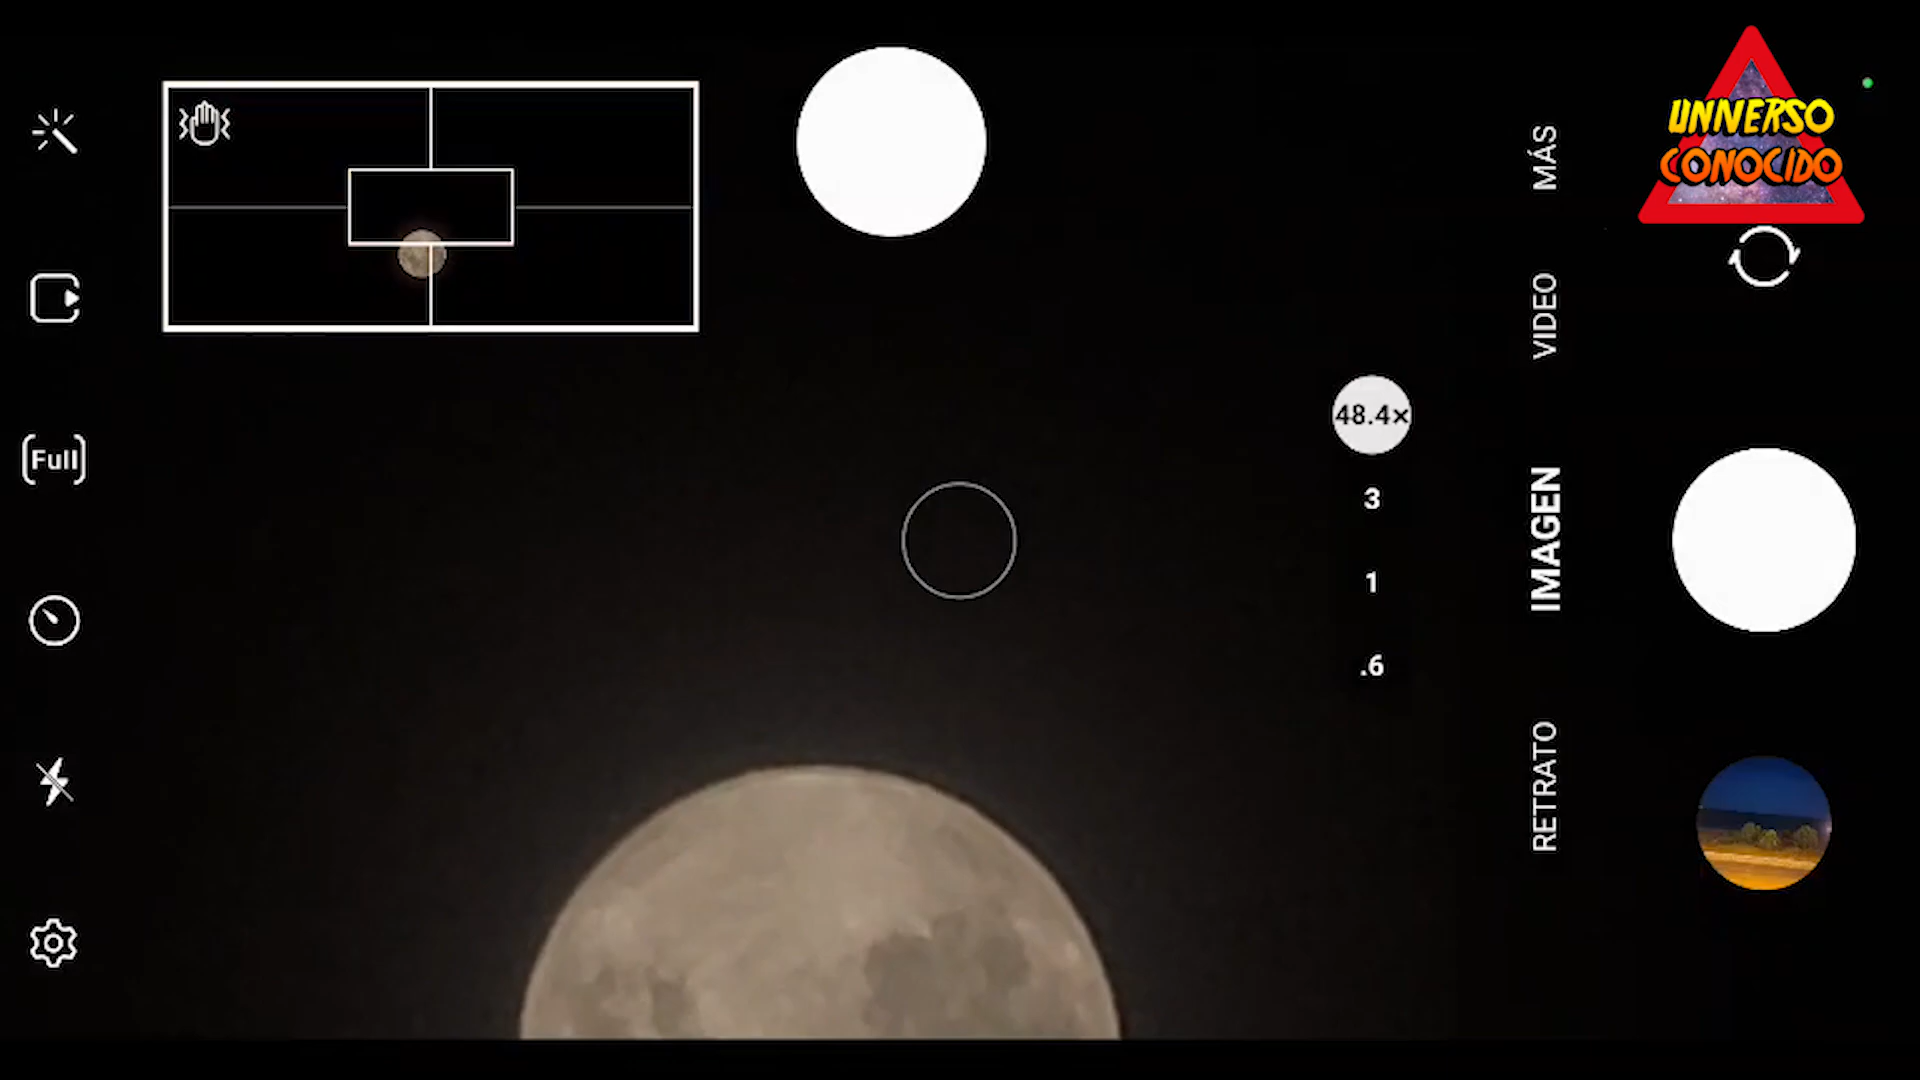 UNIVERSO
CONOCIDO
MÁS
VIDEO
IMAGEN
RETRATO
48.4×
3
1
.6
Full